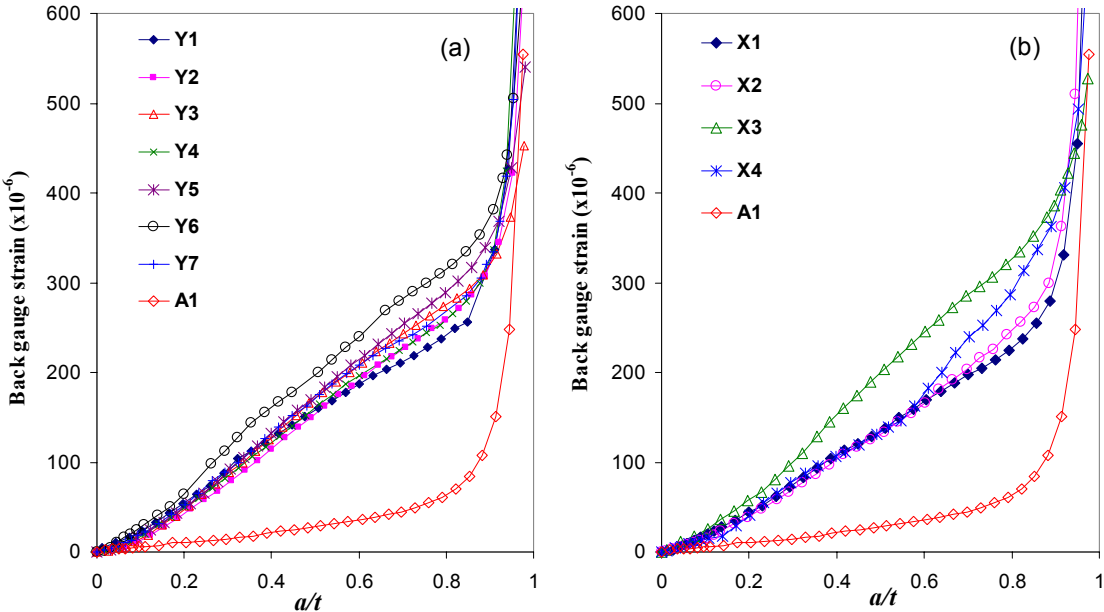 (a)
Back gauge strain (x10⁻⁶)
600
500
400
300
200
100
0
0
0.2
0.4
0.6
0.8
1
a/t
Y1
Y2
Y3
Y4
Y5
Y6
Y7
A1
(b)
Back gauge strain (x10⁻⁶)
600
500
400
300
200
100
0
0
0.2
0.4
0.6
0.8
1
a/t
X1
X2
X3
X4
A1